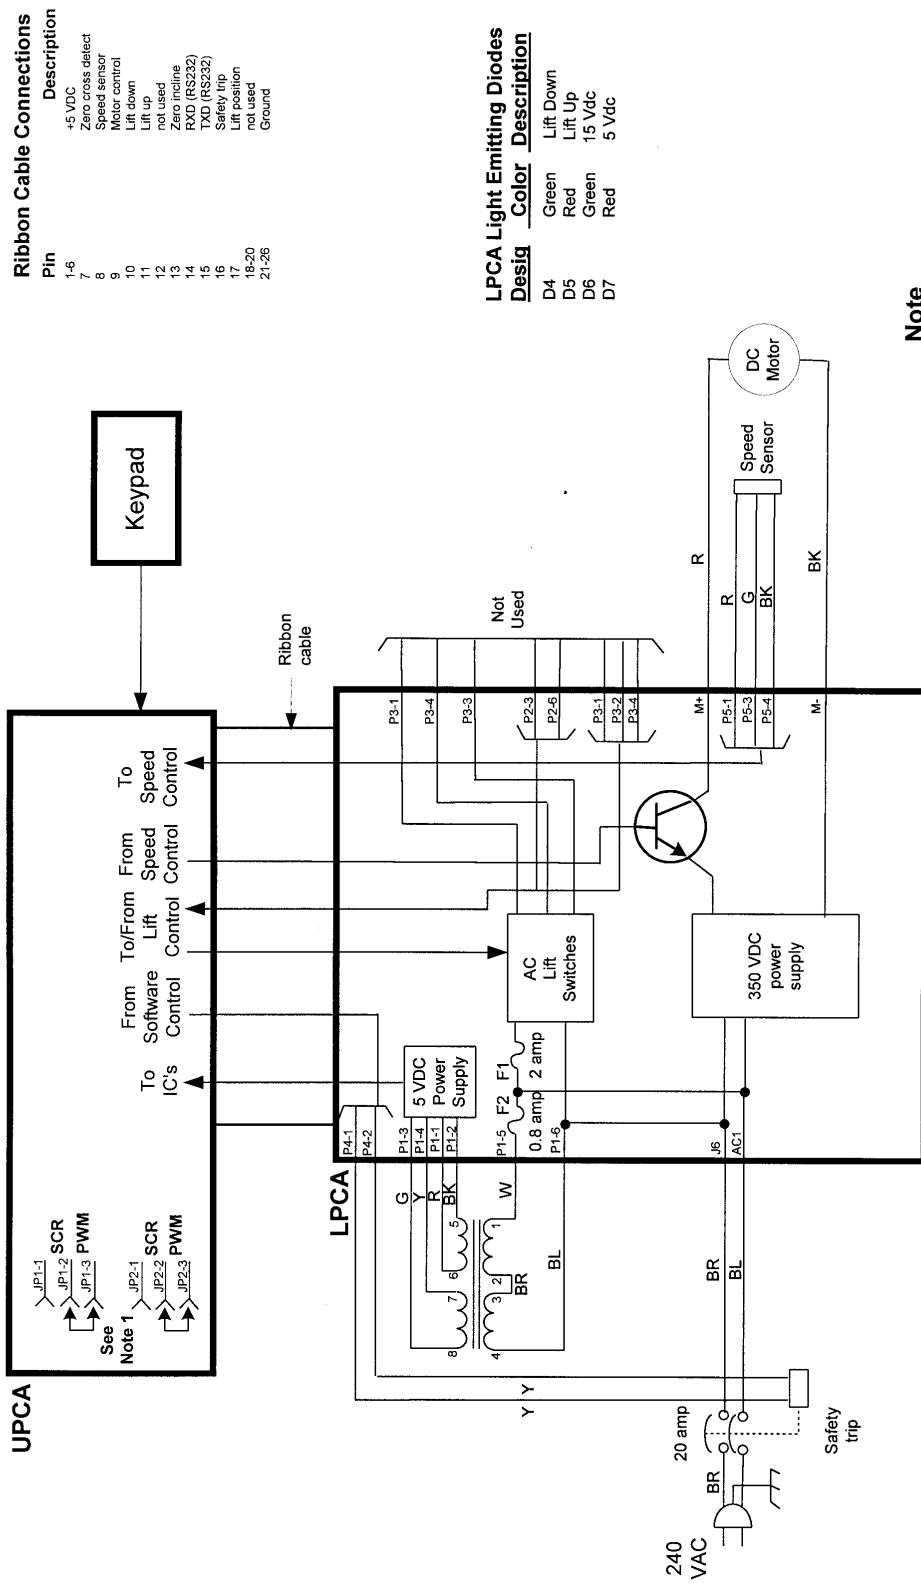 Ribbon Cable Connections
Pin Description
1-6 +5 VDC
7 Zero cross detect
8 Speed sensor
9 Motor control
10 Lift down
11 Lift up
12 not used
13 Zero incline
14 RXD (RS232)
15 TXD (RS232)
16 Safety trip
17 Lift position
18-20 not used
21-26 Ground
LPCA Light Emitting Diodes
Desig Color Description
D4 Green Lift Down
D5 Red Lift Up
D6 Green 15 Vdc
D7 Red 5 Vdc
Note
Keypad
UPCA
JP1-1
JP1-2 SCR
JP1-3 PWM
See
Note 1
JP2-1
JP2-2 SCR
JP2-3 PWM
To
IC's
From
Software
Control
To/From
Lift
Control
From
Speed
Control
To
Speed
Control
Ribbon
cable
LPCA
P4-1
P4-2
P1-3
P1-4
P1-1
P1-2
P1-5
P1-6
J6
AC1
5 VDC
Power
Supply
F2
0.8 amp
F1
2 amp
AC
Lift
Switches
350 VDC
power
supply
P3-1
P3-4
P3-3
P2-3
P2-6
P3-1
P3-2
P3-4
M+
P5-1
P5-3
P5-4
M-
Not
Used
R
R
G
BK
BK
Speed
Sensor
DC
Motor
G
Y
R
BK
W
BL
BR
8
7
6
5
4
3
2
1
BR
BL
Y
Y
20 amp
BR
Safety
trip
240
VAC